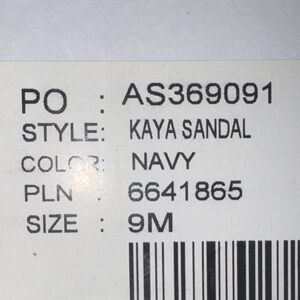 PO : AS369091
STYLE: KAYA SANDAL
COLOR: NAVY
PLN : 6641865
SIZE : 9M